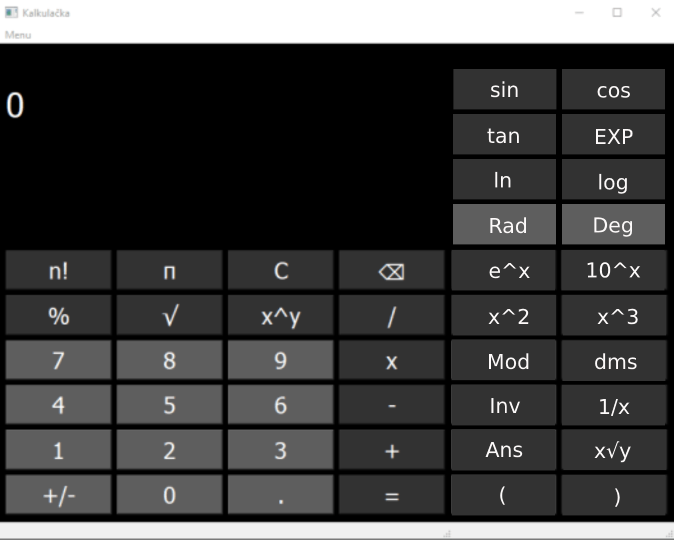 Kalkulačka
Menu
0
sin cos
tan EXP
ln log
Rad Deg
n! п C ⌫ e^x 10^x
% √ x^y / x^2 x^3
7 8 9 x Mod dms
4 5 6 - Inv 1/x
1 2 3 + Ans x√y
+/- 0 . = ( )